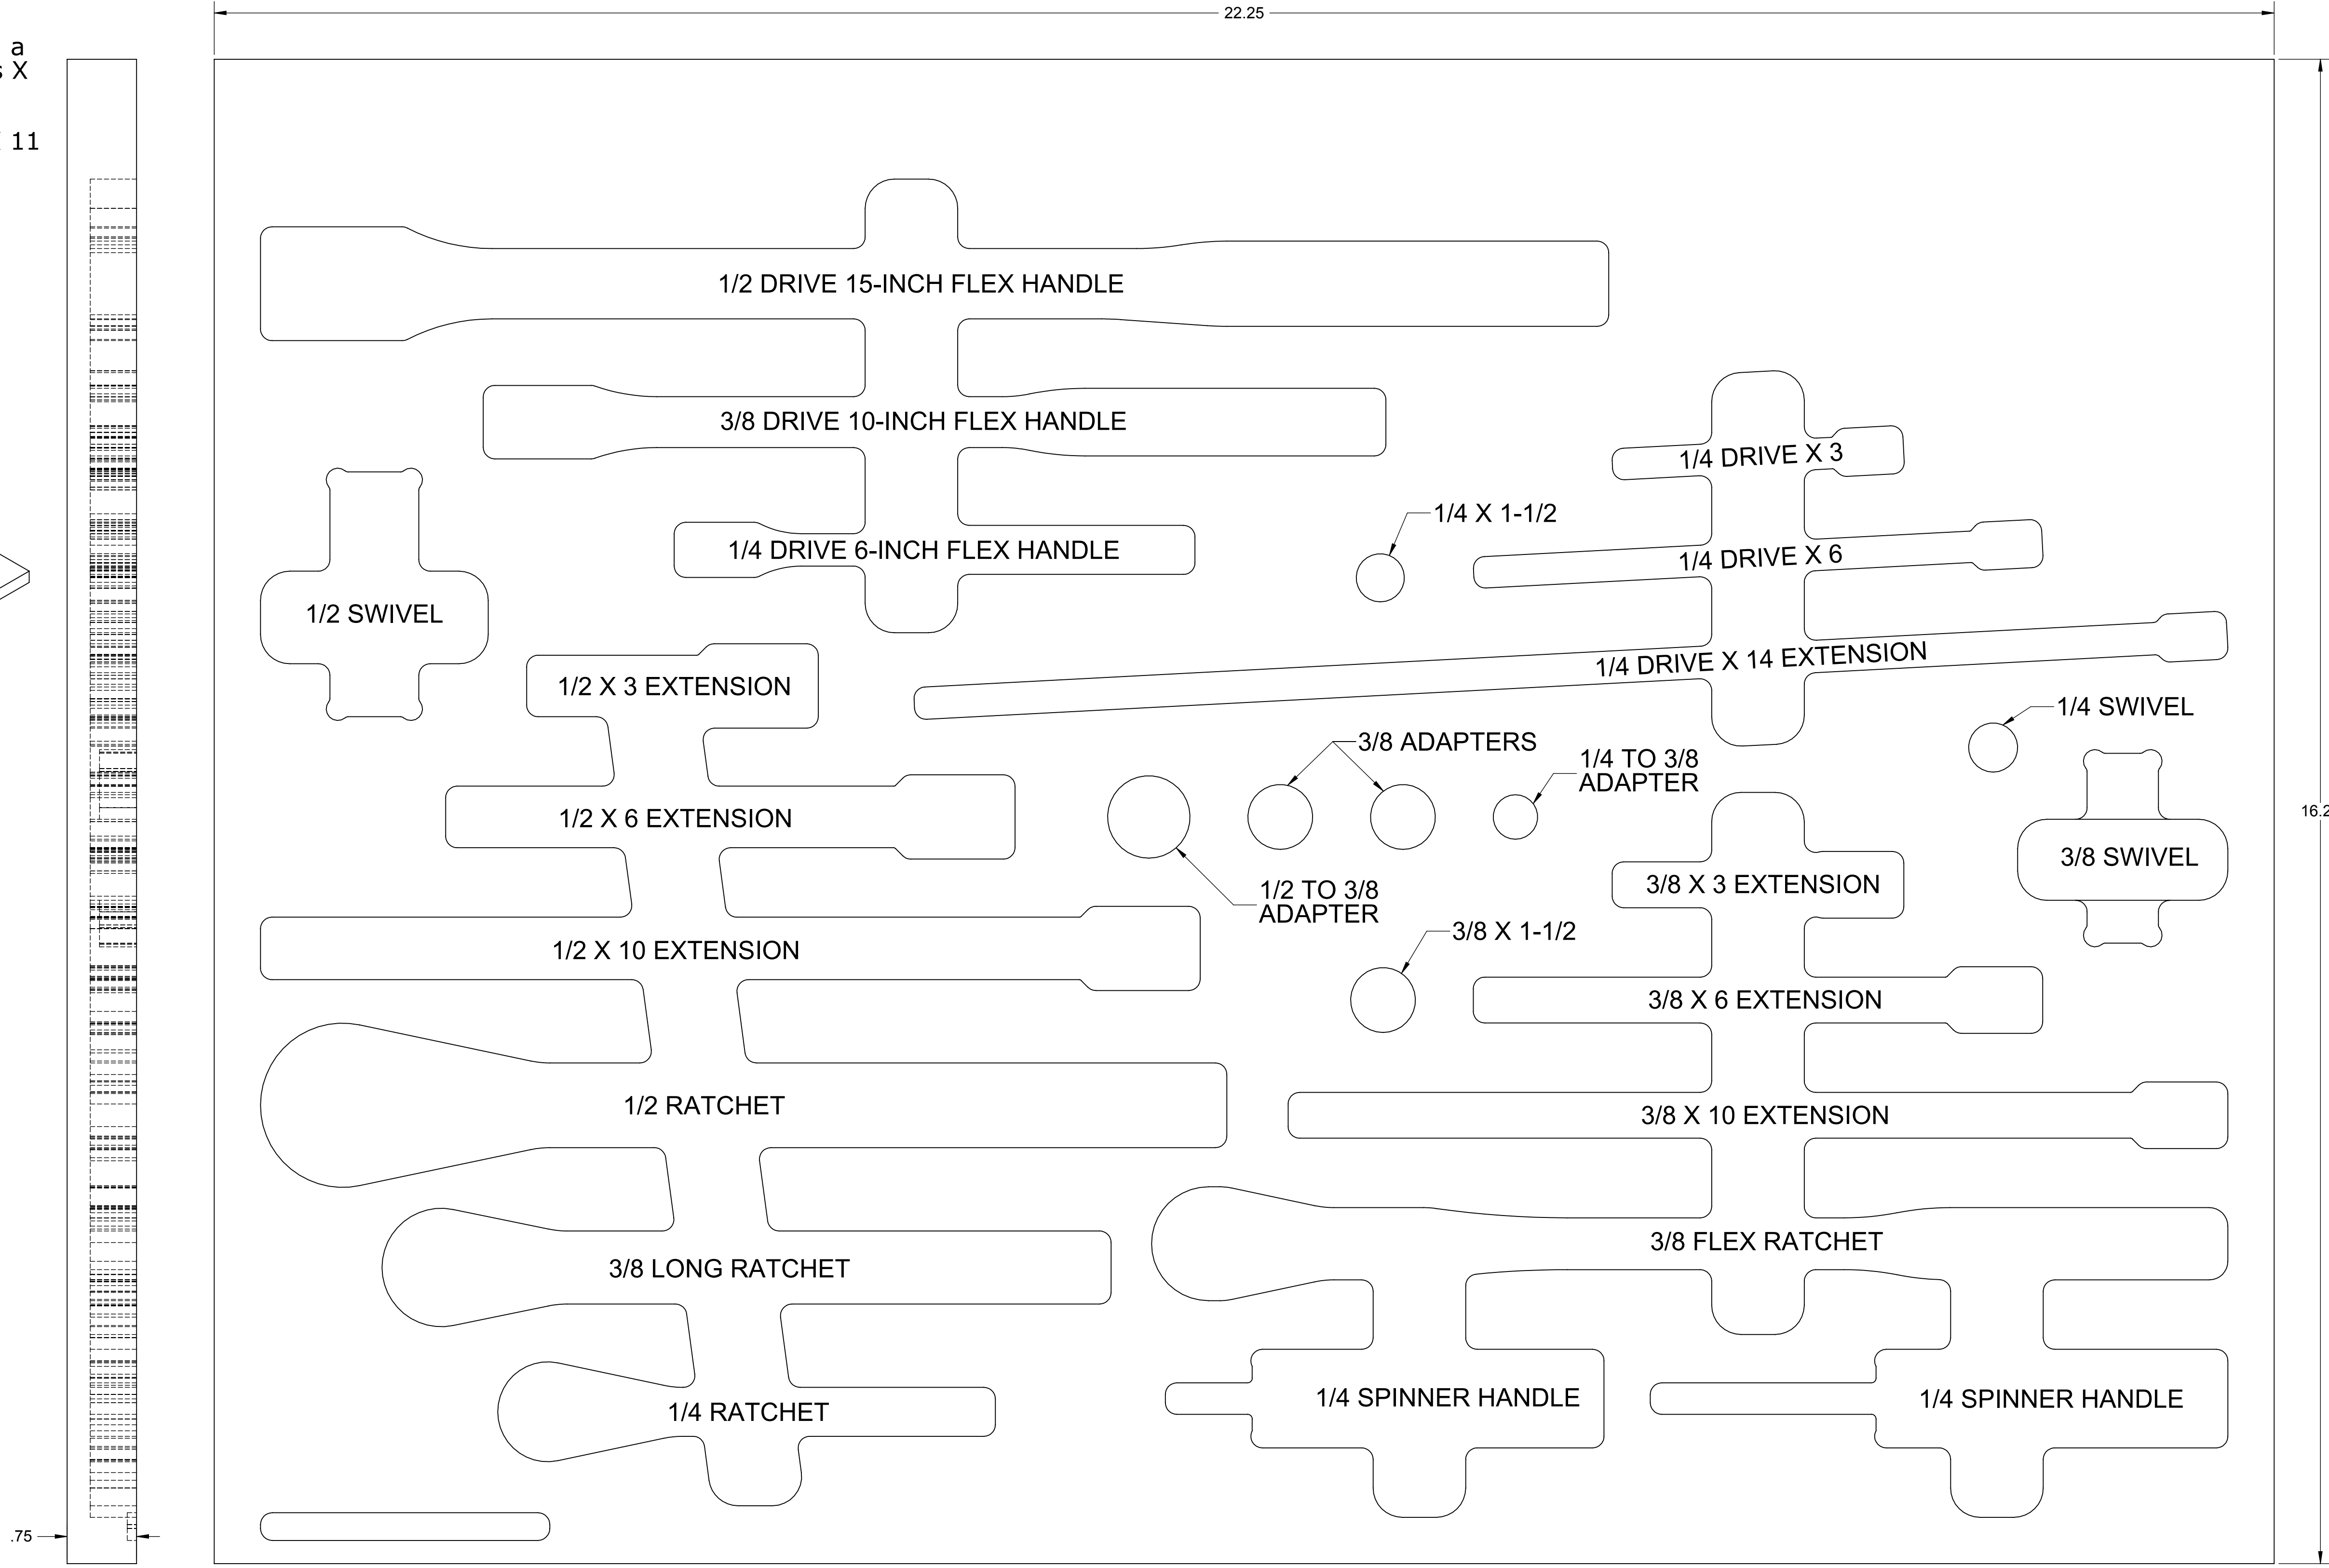 22.25
a
s X
11
1/2 DRIVE 15-INCH FLEX HANDLE
3/8 DRIVE 10-INCH FLEX HANDLE
1/4 DRIVE X 3
1/4 X 1-1/2
1/4 DRIVE 6-INCH FLEX HANDLE
1/4 DRIVE X 6
1/2 SWIVEL
1/4 DRIVE X 14 EXTENSION
1/2 X 3 EXTENSION
1/4 SWIVEL
3/8 ADAPTERS
1/4 TO 3/8
ADAPTER
1/2 X 6 EXTENSION
16.2
3/8 SWIVEL
3/8 X 3 EXTENSION
1/2 TO 3/8
ADAPTER
3/8 X 1-1/2
1/2 X 10 EXTENSION
3/8 X 6 EXTENSION
1/2 RATCHET
3/8 X 10 EXTENSION
3/8 FLEX RATCHET
3/8 LONG RATCHET
1/4 SPINNER HANDLE
1/4 SPINNER HANDLE
1/4 RATCHET
.75